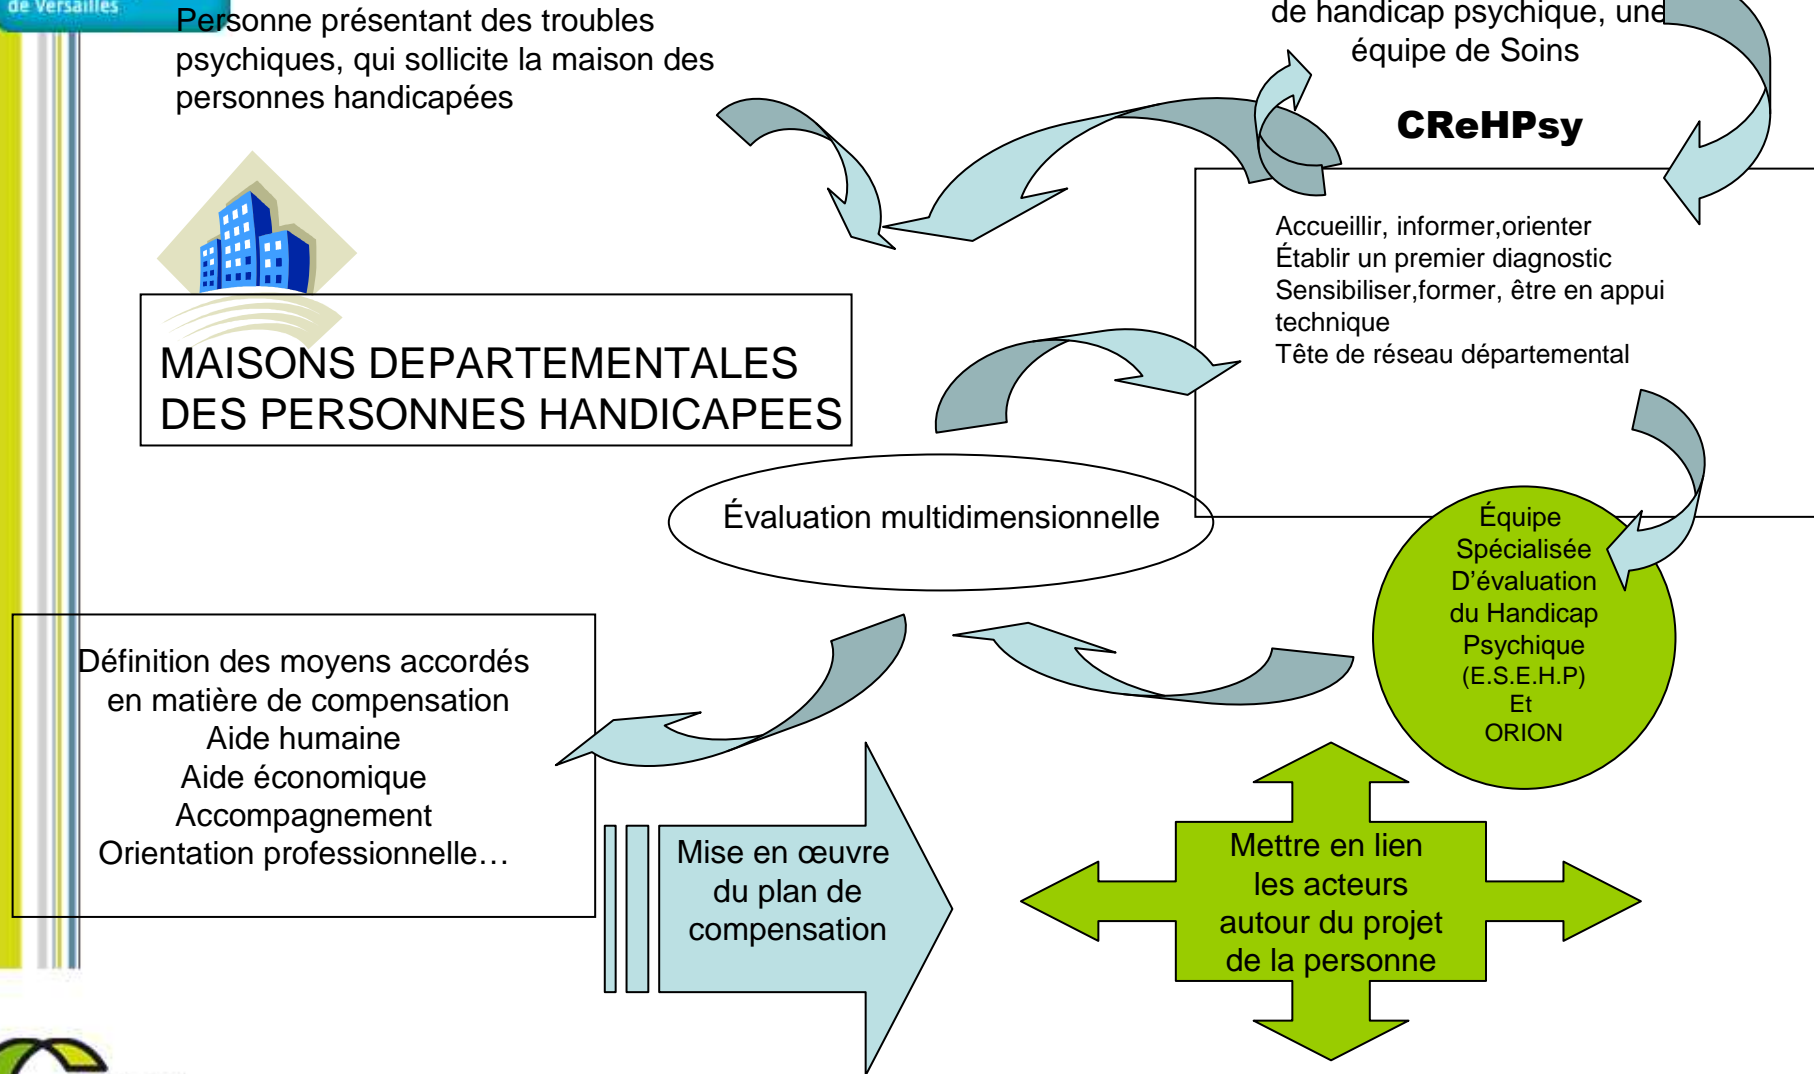 de Versailles
Personne présentant des troubles
psychiques, qui sollicite la maison des
personnes handicapées
de handicap psychique, une
équipe de Soins
CReHPsy
Accueillir, informer,orienter
Établir un premier diagnostic
Sensibiliser,former, être en appui
technique
Tête de réseau départemental
MAISONS DEPARTEMENTALES
DES PERSONNES HANDICAPEES
Évaluation multidimensionnelle
Équipe
Spécialisée
D’évaluation
du Handicap
Psychique
(E.S.E.H.P)
Et
ORION
Définition des moyens accordés
en matière de compensation
Aide humaine
Aide économique
Accompagnement
Orientation professionnelle…
Mise en œuvre
du plan de
compensation
Mettre en lien
les acteurs
autour du projet
de la personne